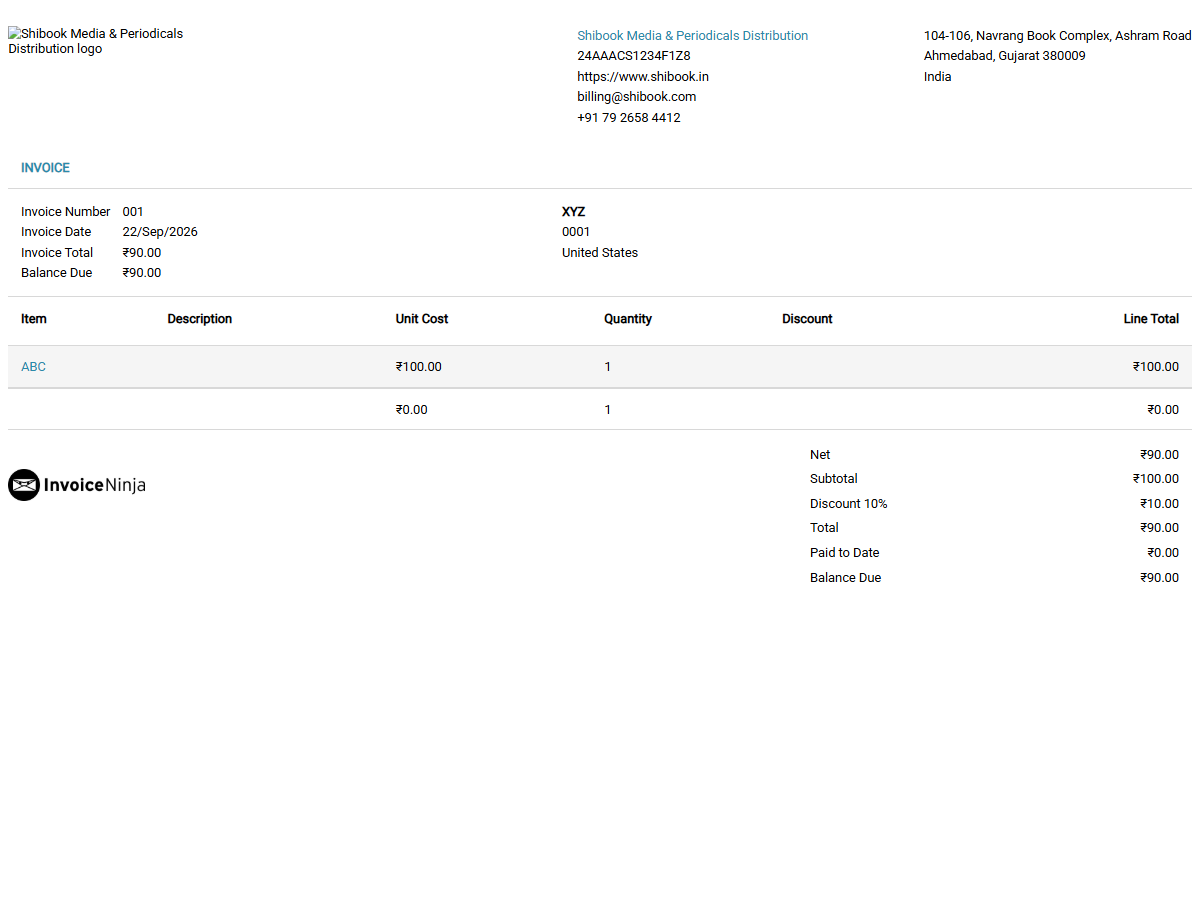 Shibook Media & Periodicals
Distribution logo
Shibook Media & Periodicals Distribution
24AAACS1234F1Z8
https://www.shibook.in
billing@shibook.com
+91 79 2658 4412
104-106, Navrang Book Complex, Ashram Road
Ahmedabad, Gujarat 380009
India
INVOICE
Invoice Number 001
Invoice Date 22/Sep/2026
Invoice Total ₹90.00
Balance Due ₹90.00
XYZ
0001
United States
Item Description Unit Cost Quantity Discount Line Total
ABC ₹100.00 1 ₹100.00
₹0.00 1 ₹0.00
Net ₹90.00
Subtotal ₹100.00
Discount 10% ₹10.00
Total ₹90.00
Paid to Date ₹0.00
Balance Due ₹90.00
InvoiceNinja